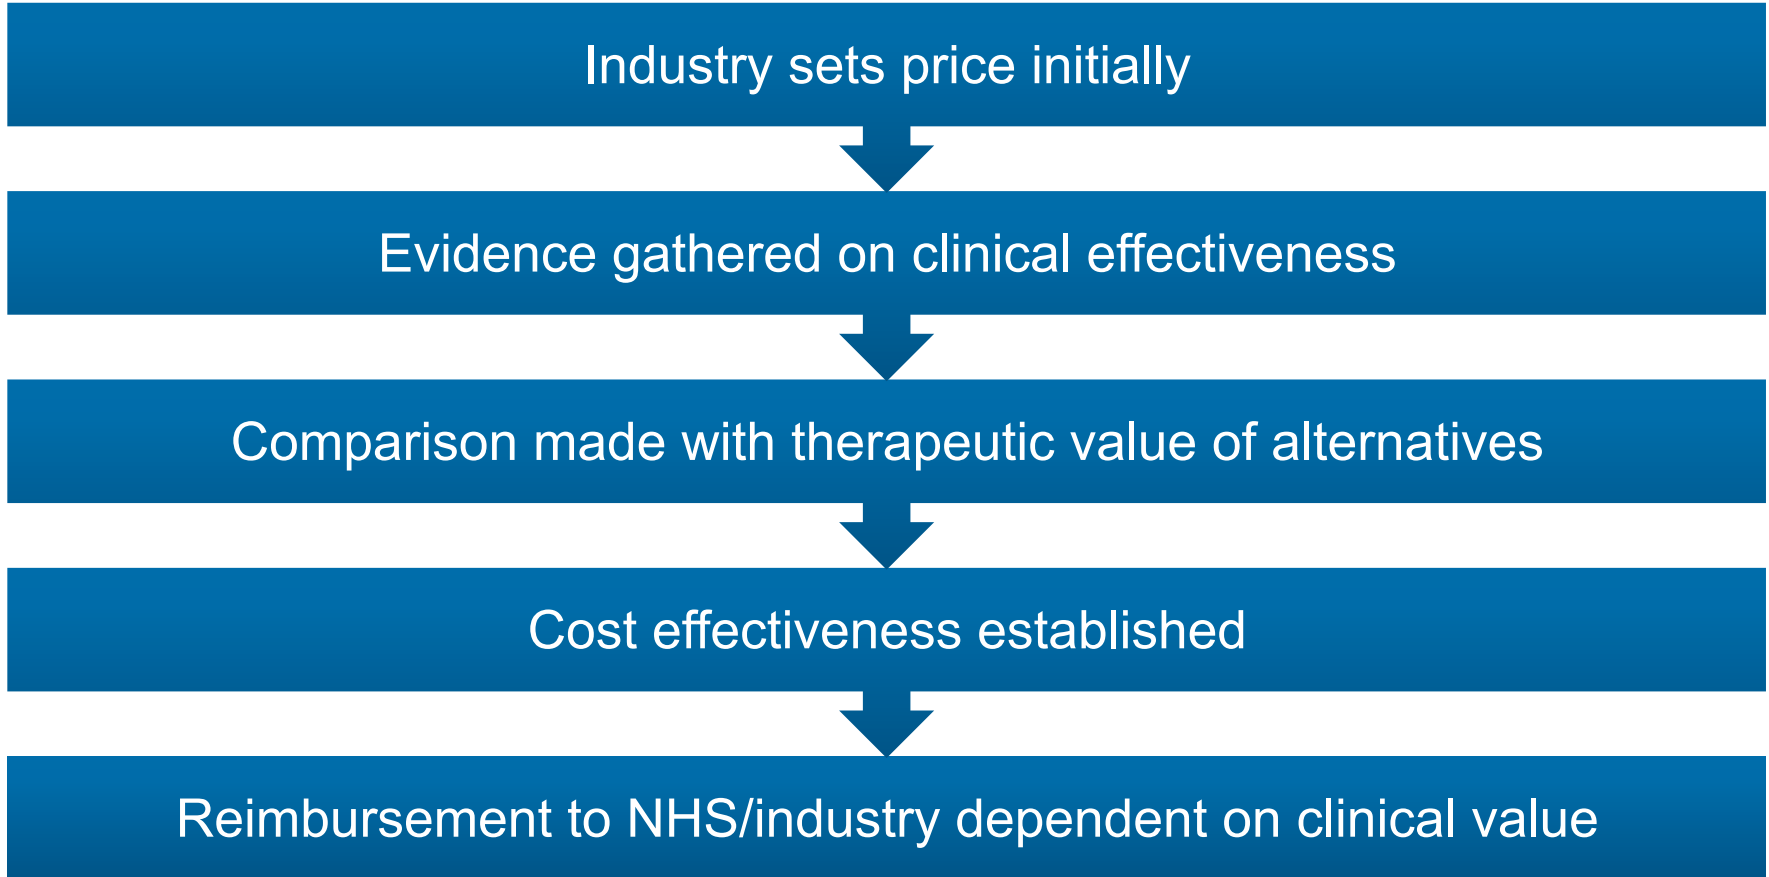 Industry sets price initially
Evidence gathered on clinical effectiveness
Comparison made with therapeutic value of alternatives
Cost effectiveness established
Reimbursement to NHS/industry dependent on clinical value